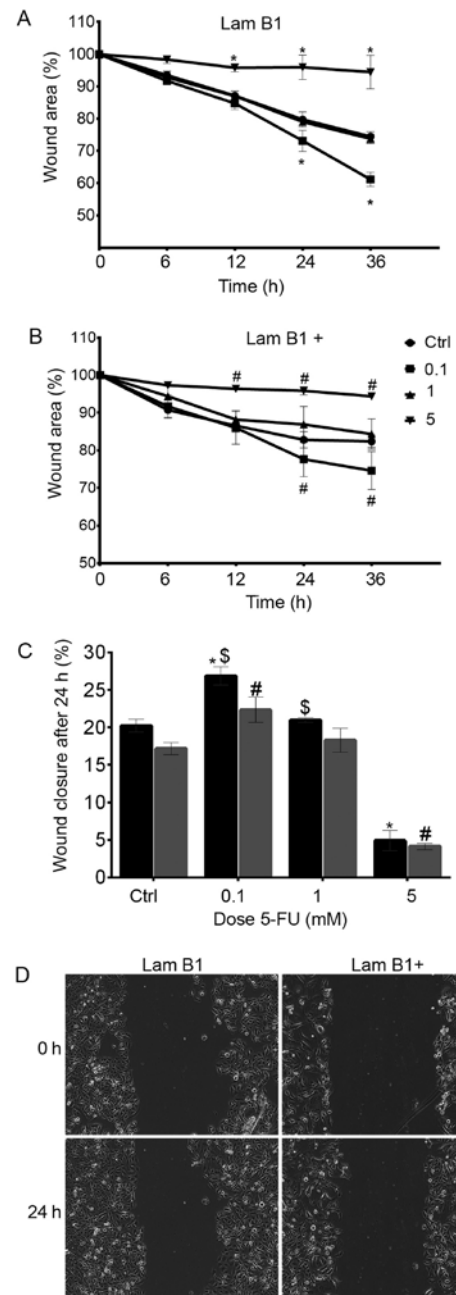 A
Lam B1
Wound area (%)
110
100
90
80
70
60
50
* * *
*
*
0 6 12 24 36
Time (h)
B
Lam B1 +
Wound area (%)
110
100
90
80
70
60
50
# # #
#
#
0 6 12 24 36
Time (h)
Ctrl
0.1
1
5
C
Wound closure after 24 h (%)
30
25
20
15
10
5
0
*$
#
$
*
#
Ctrl 0.1 1 5
Dose 5-FU (mM)
D
Lam B1 Lam B1+
0 h
24 h